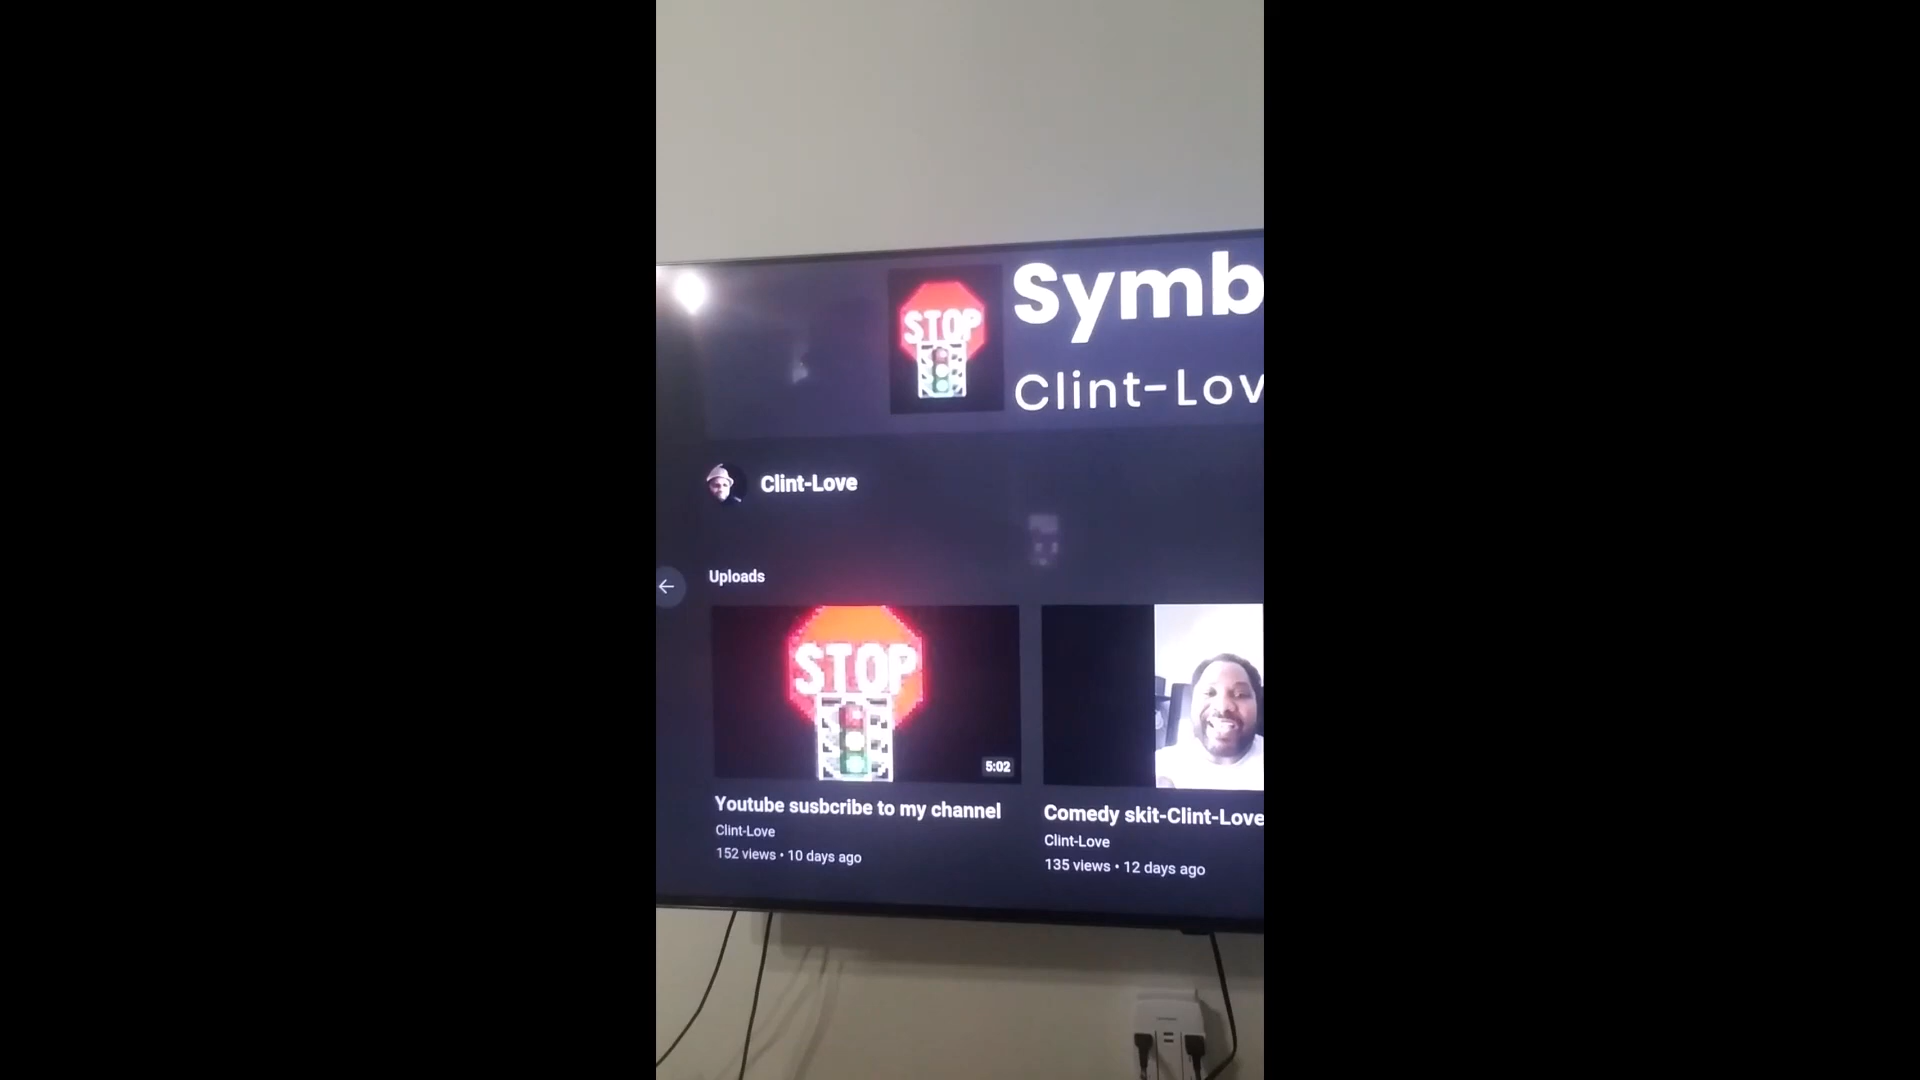 STOP
Symb
Clint-Lov
Clint-Love
Uploads
STOP
5:02
Youtube susbcribe to my channel
Clint-Love
152 views • 10 days ago
Comedy skit-Clint-Love
Clint-Love
135 views • 12 days ago